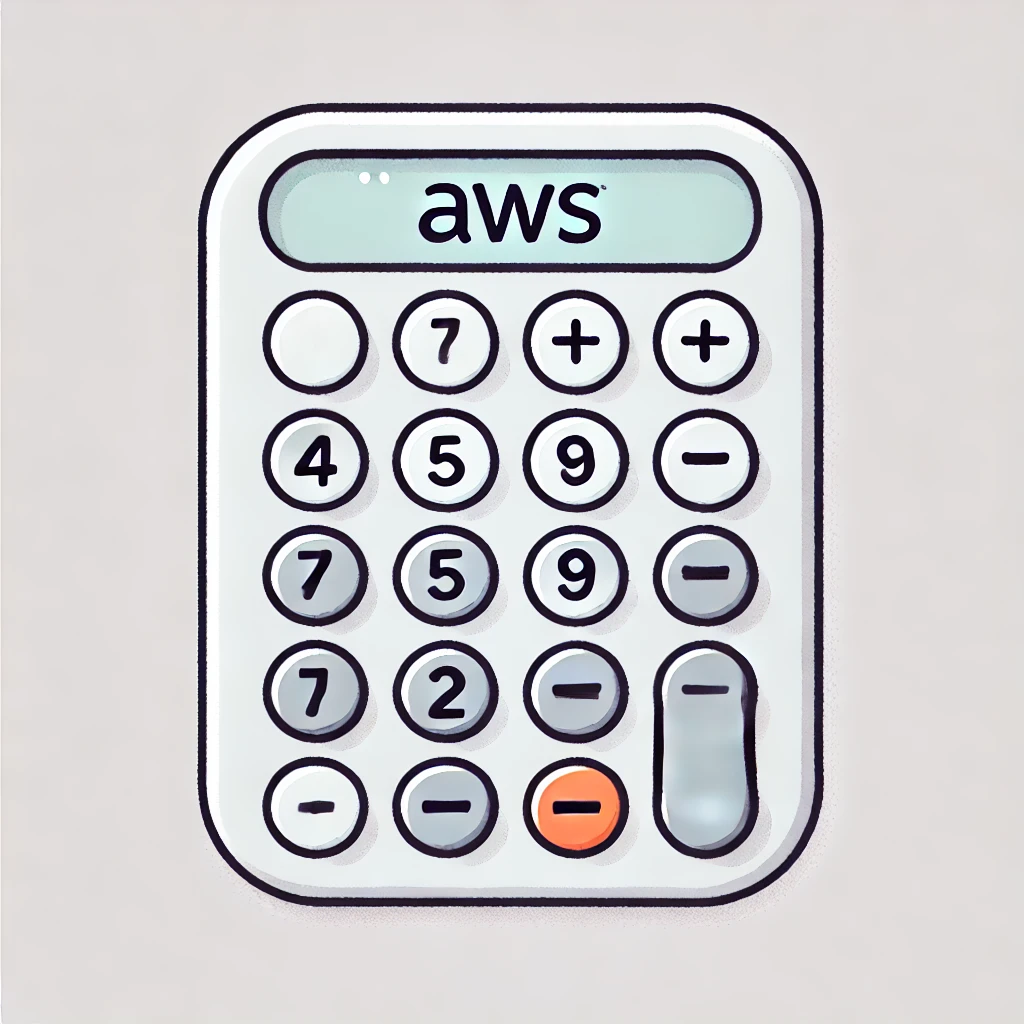 aws
7 + +
4 5 9 −
7 5 9 −
7 2 − −
− − −